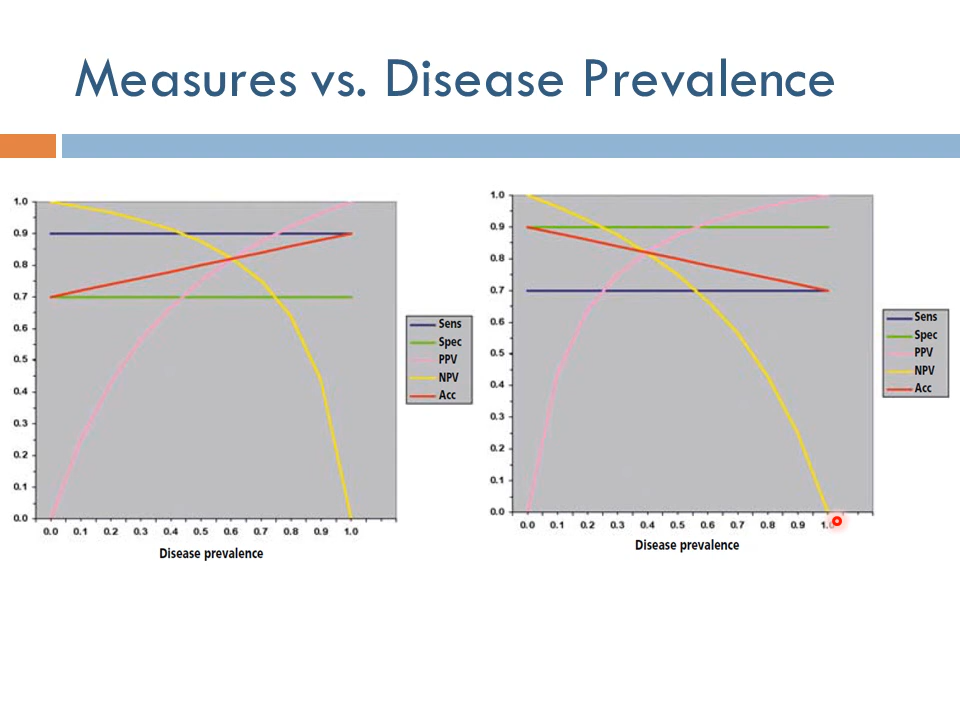 Measures vs. Disease Prevalence
1.0
0.9
0.8
0.7
0.6
0.5
0.4
0.3
0.2
0.1
0.0
0.0 0.1 0.2 0.3 0.4 0.5 0.6 0.7 0.8 0.9 1.0
Disease prevalence
Sens
Spec
PPV
NPV
Acc
1.0
0.9
0.8
0.7
0.6
0.5
0.4
0.3
0.2
0.1
0.0
0.0 0.1 0.2 0.3 0.4 0.5 0.6 0.7 0.8 0.9 1.0
Disease prevalence
Sens
Spec
PPV
NPV
Acc